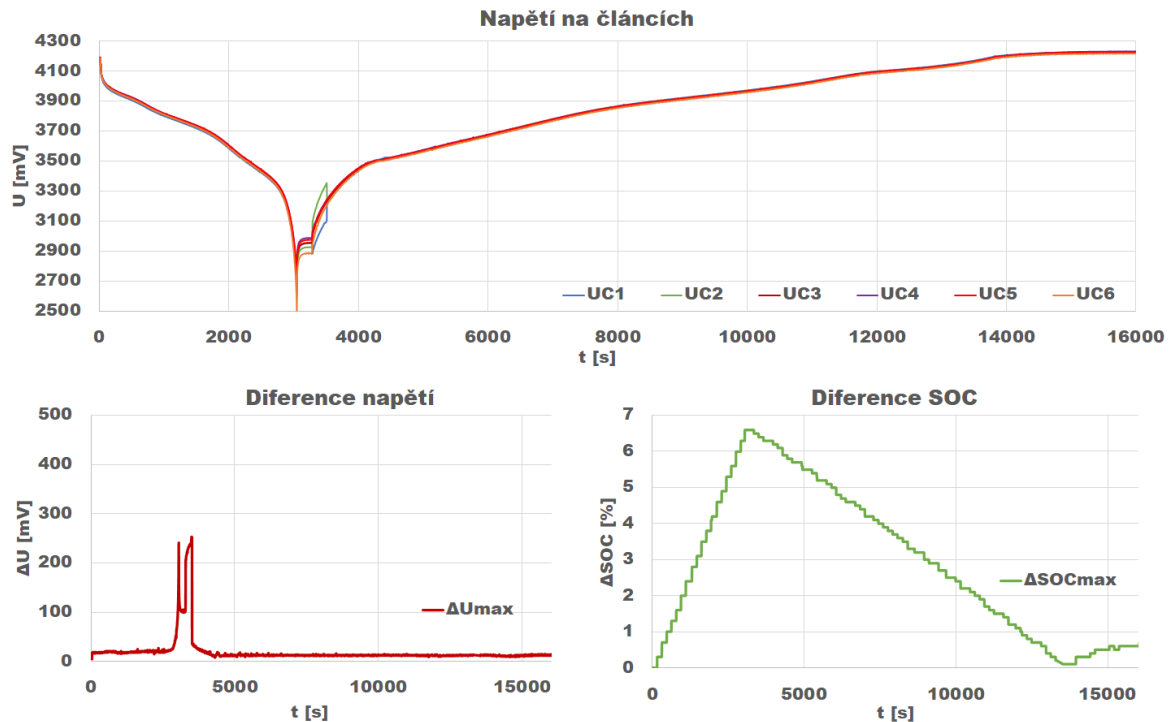 Napětí na článcích
4300
4100
3900
3700
3500
3300
3100
2900
2700
2500
U [mV]
UC1 UC2 UC3 UC4 UC5 UC6
0 2000 4000 6000 8000 10000 12000 14000 16000
t [s]
Diference napětí
500
400
300
200
100
0
ΔU [mV]
ΔUmax
0 5000 10000 15000
t [s]
Diference SOC
7
6
5
4
3
2
1
0
ΔSOC [%]
ΔSOCmax
0 5000 10000 15000
t [s]